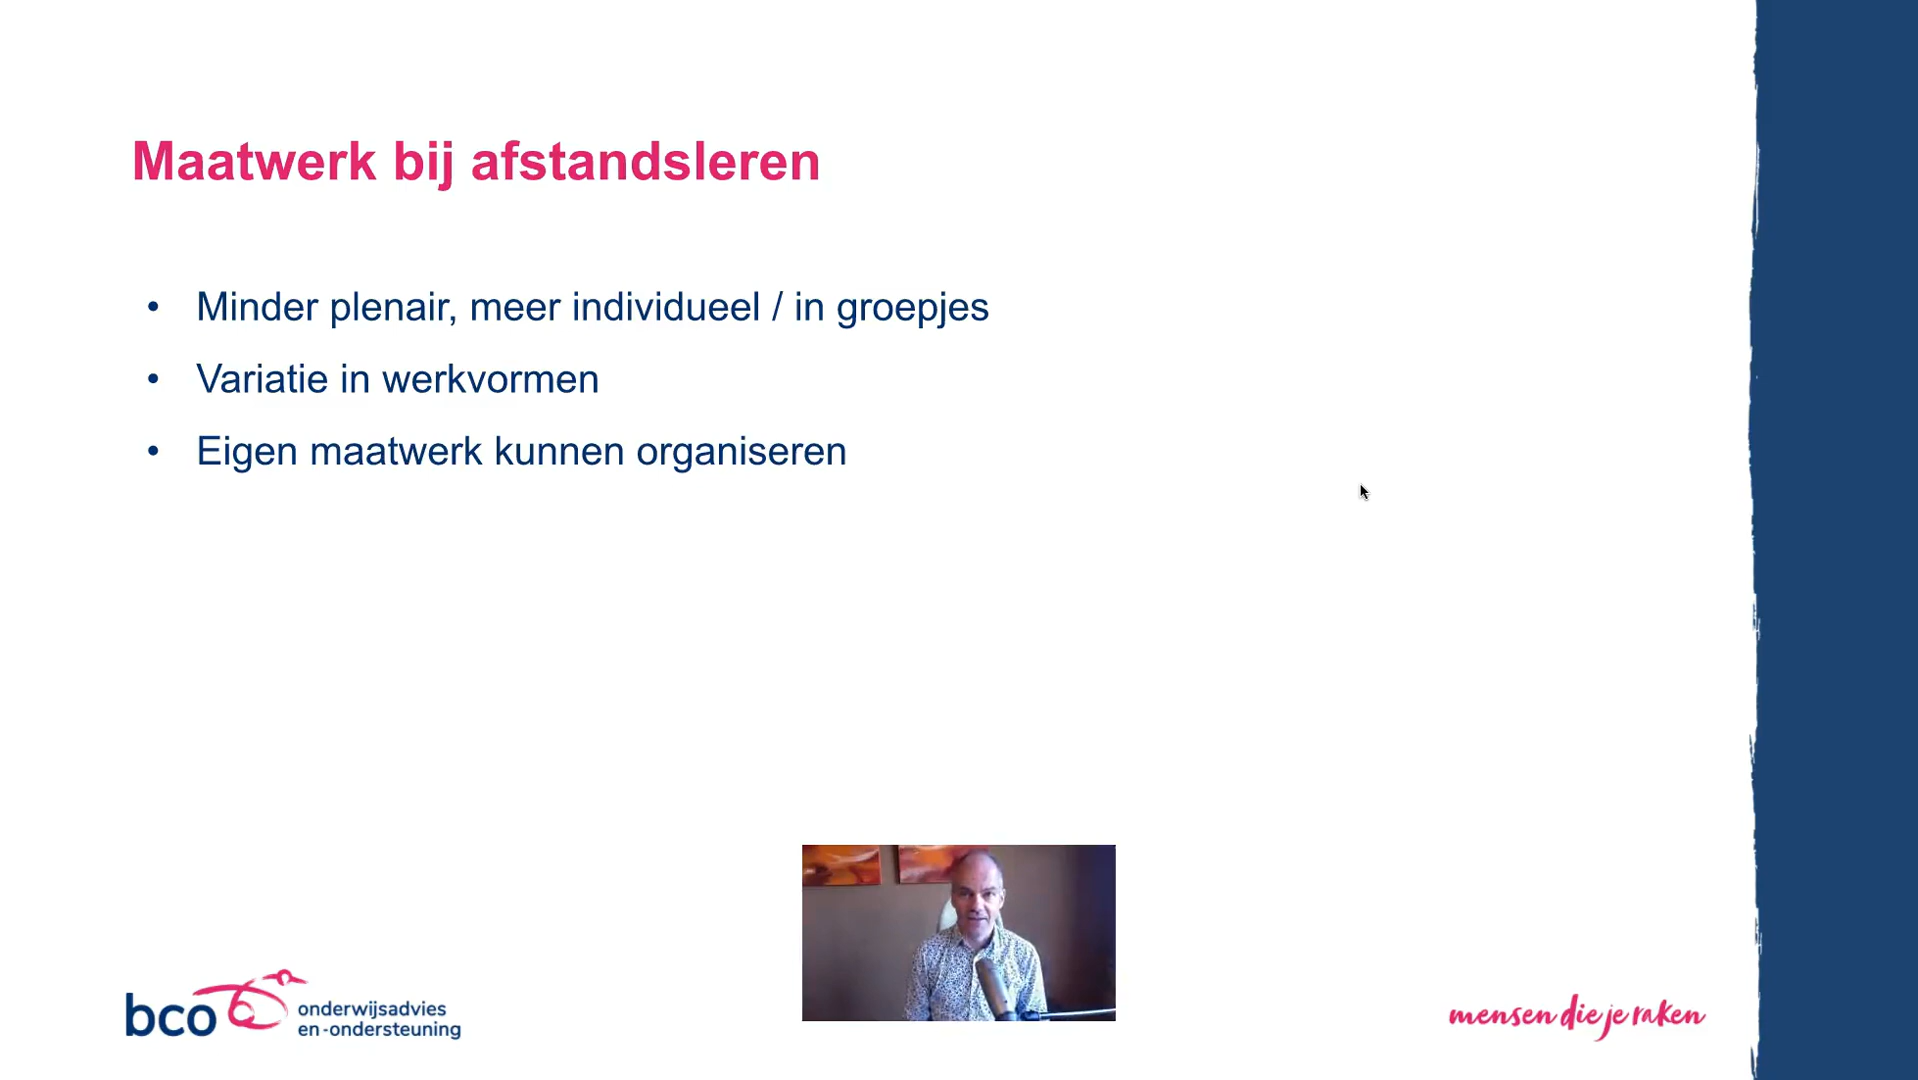 Maatwerk bij afstandsleren
• Minder plenair, meer individueel / in groepjes
• Variatie in werkvormen
• Eigen maatwerk kunnen organiseren
bco onderwijsadvies
en-ondersteuning
mensen die je raken